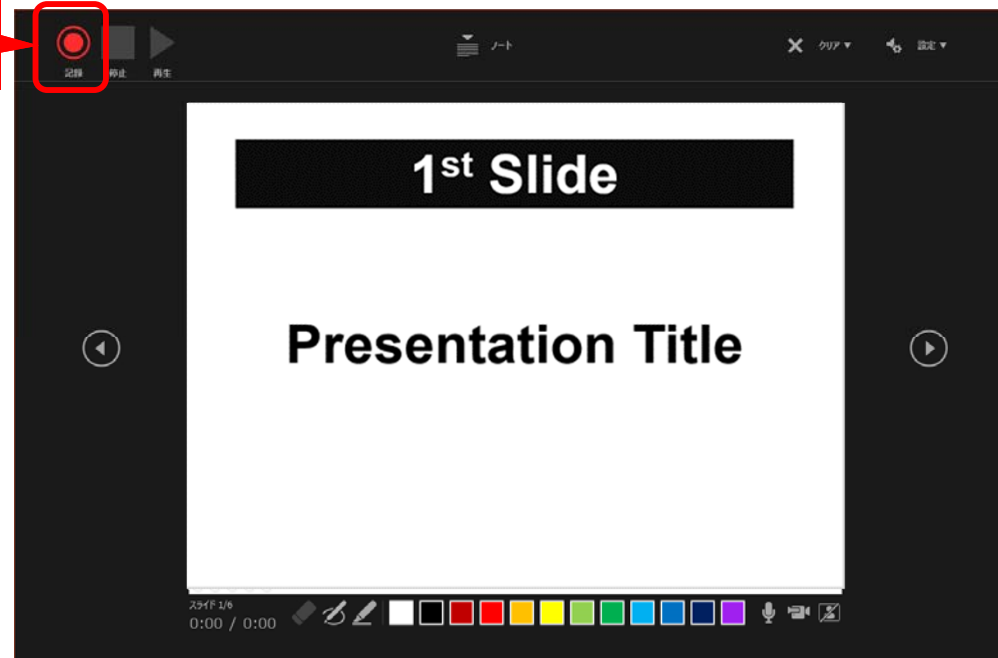 記録 停止 再生
ノート
クリア▼
設定▼
1st Slide
Presentation Title
スライド 1/6
0:00 / 0:00